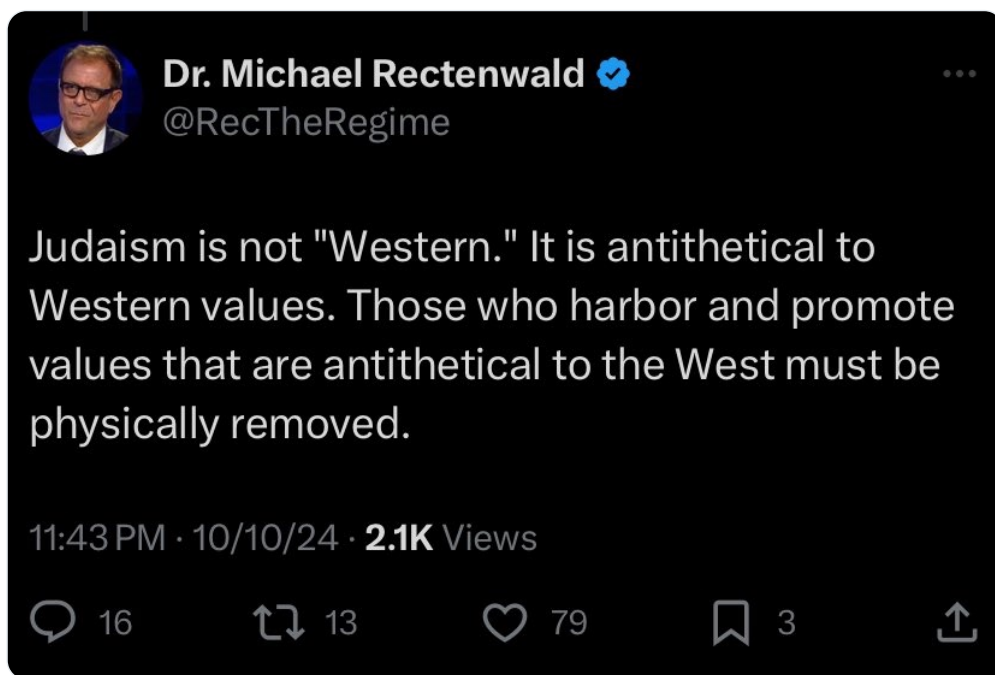 Dr. Michael Rectenwald
@RecTheRegime
Judaism is not "Western." It is antithetical to
Western values. Those who harbor and promote
values that are antithetical to the West must be
physically removed.
11:43 PM · 10/10/24 · 2.1K Views
16 13 79 3